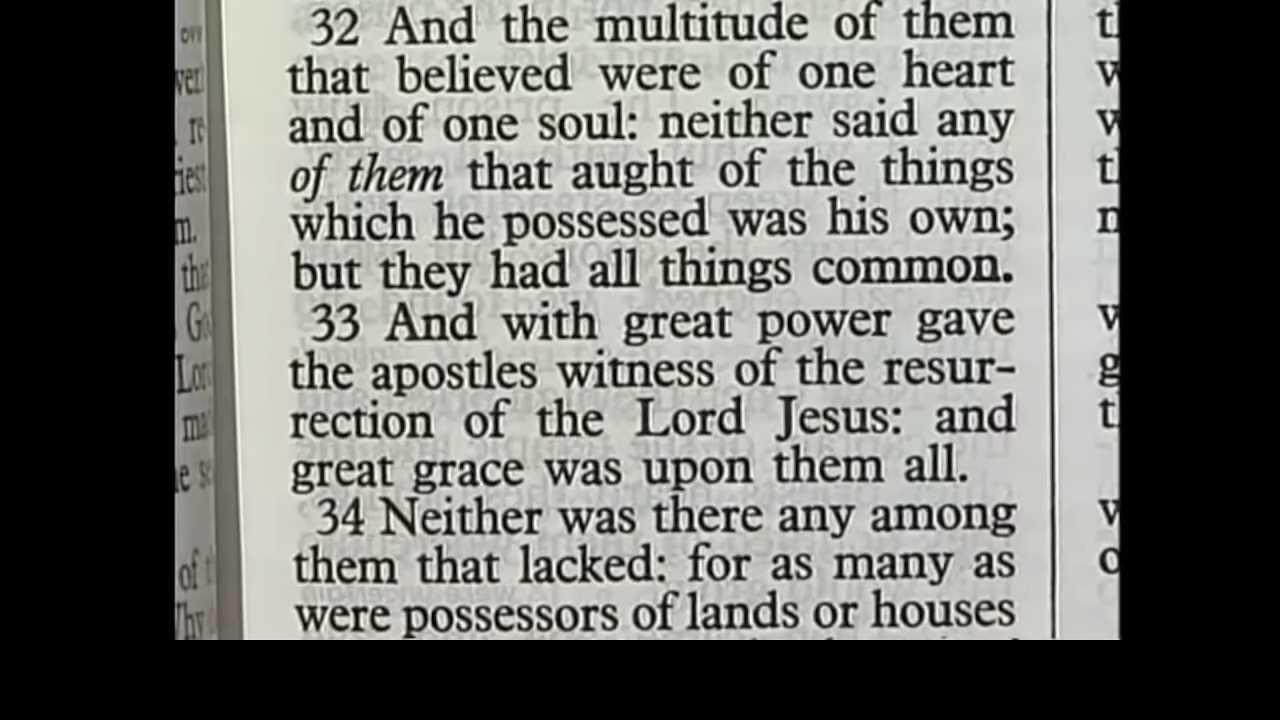 32 And the multitude of them
that believed were of one heart
and of one soul: neither said any
of them that aught of the things
which he possessed was his own;
but they had all things common.
33 And with great power gave
the apostles witness of the resur-
rection of the Lord Jesus: and
great grace was upon them all.
34 Neither was there any among
them that lacked: for as many as
were possessors of lands or houses